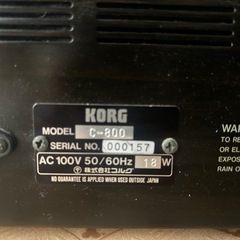 KORG
MODEL C-800
SERIAL NO. 000157
AC 100V 50/60Hz 18 W
株式会社コルグ
NO GUARANTEE IS APPLIED WHEN USED OUTSIDE JAPAN
WAR
TO RE
OR EL
EXPOS
RAIN O